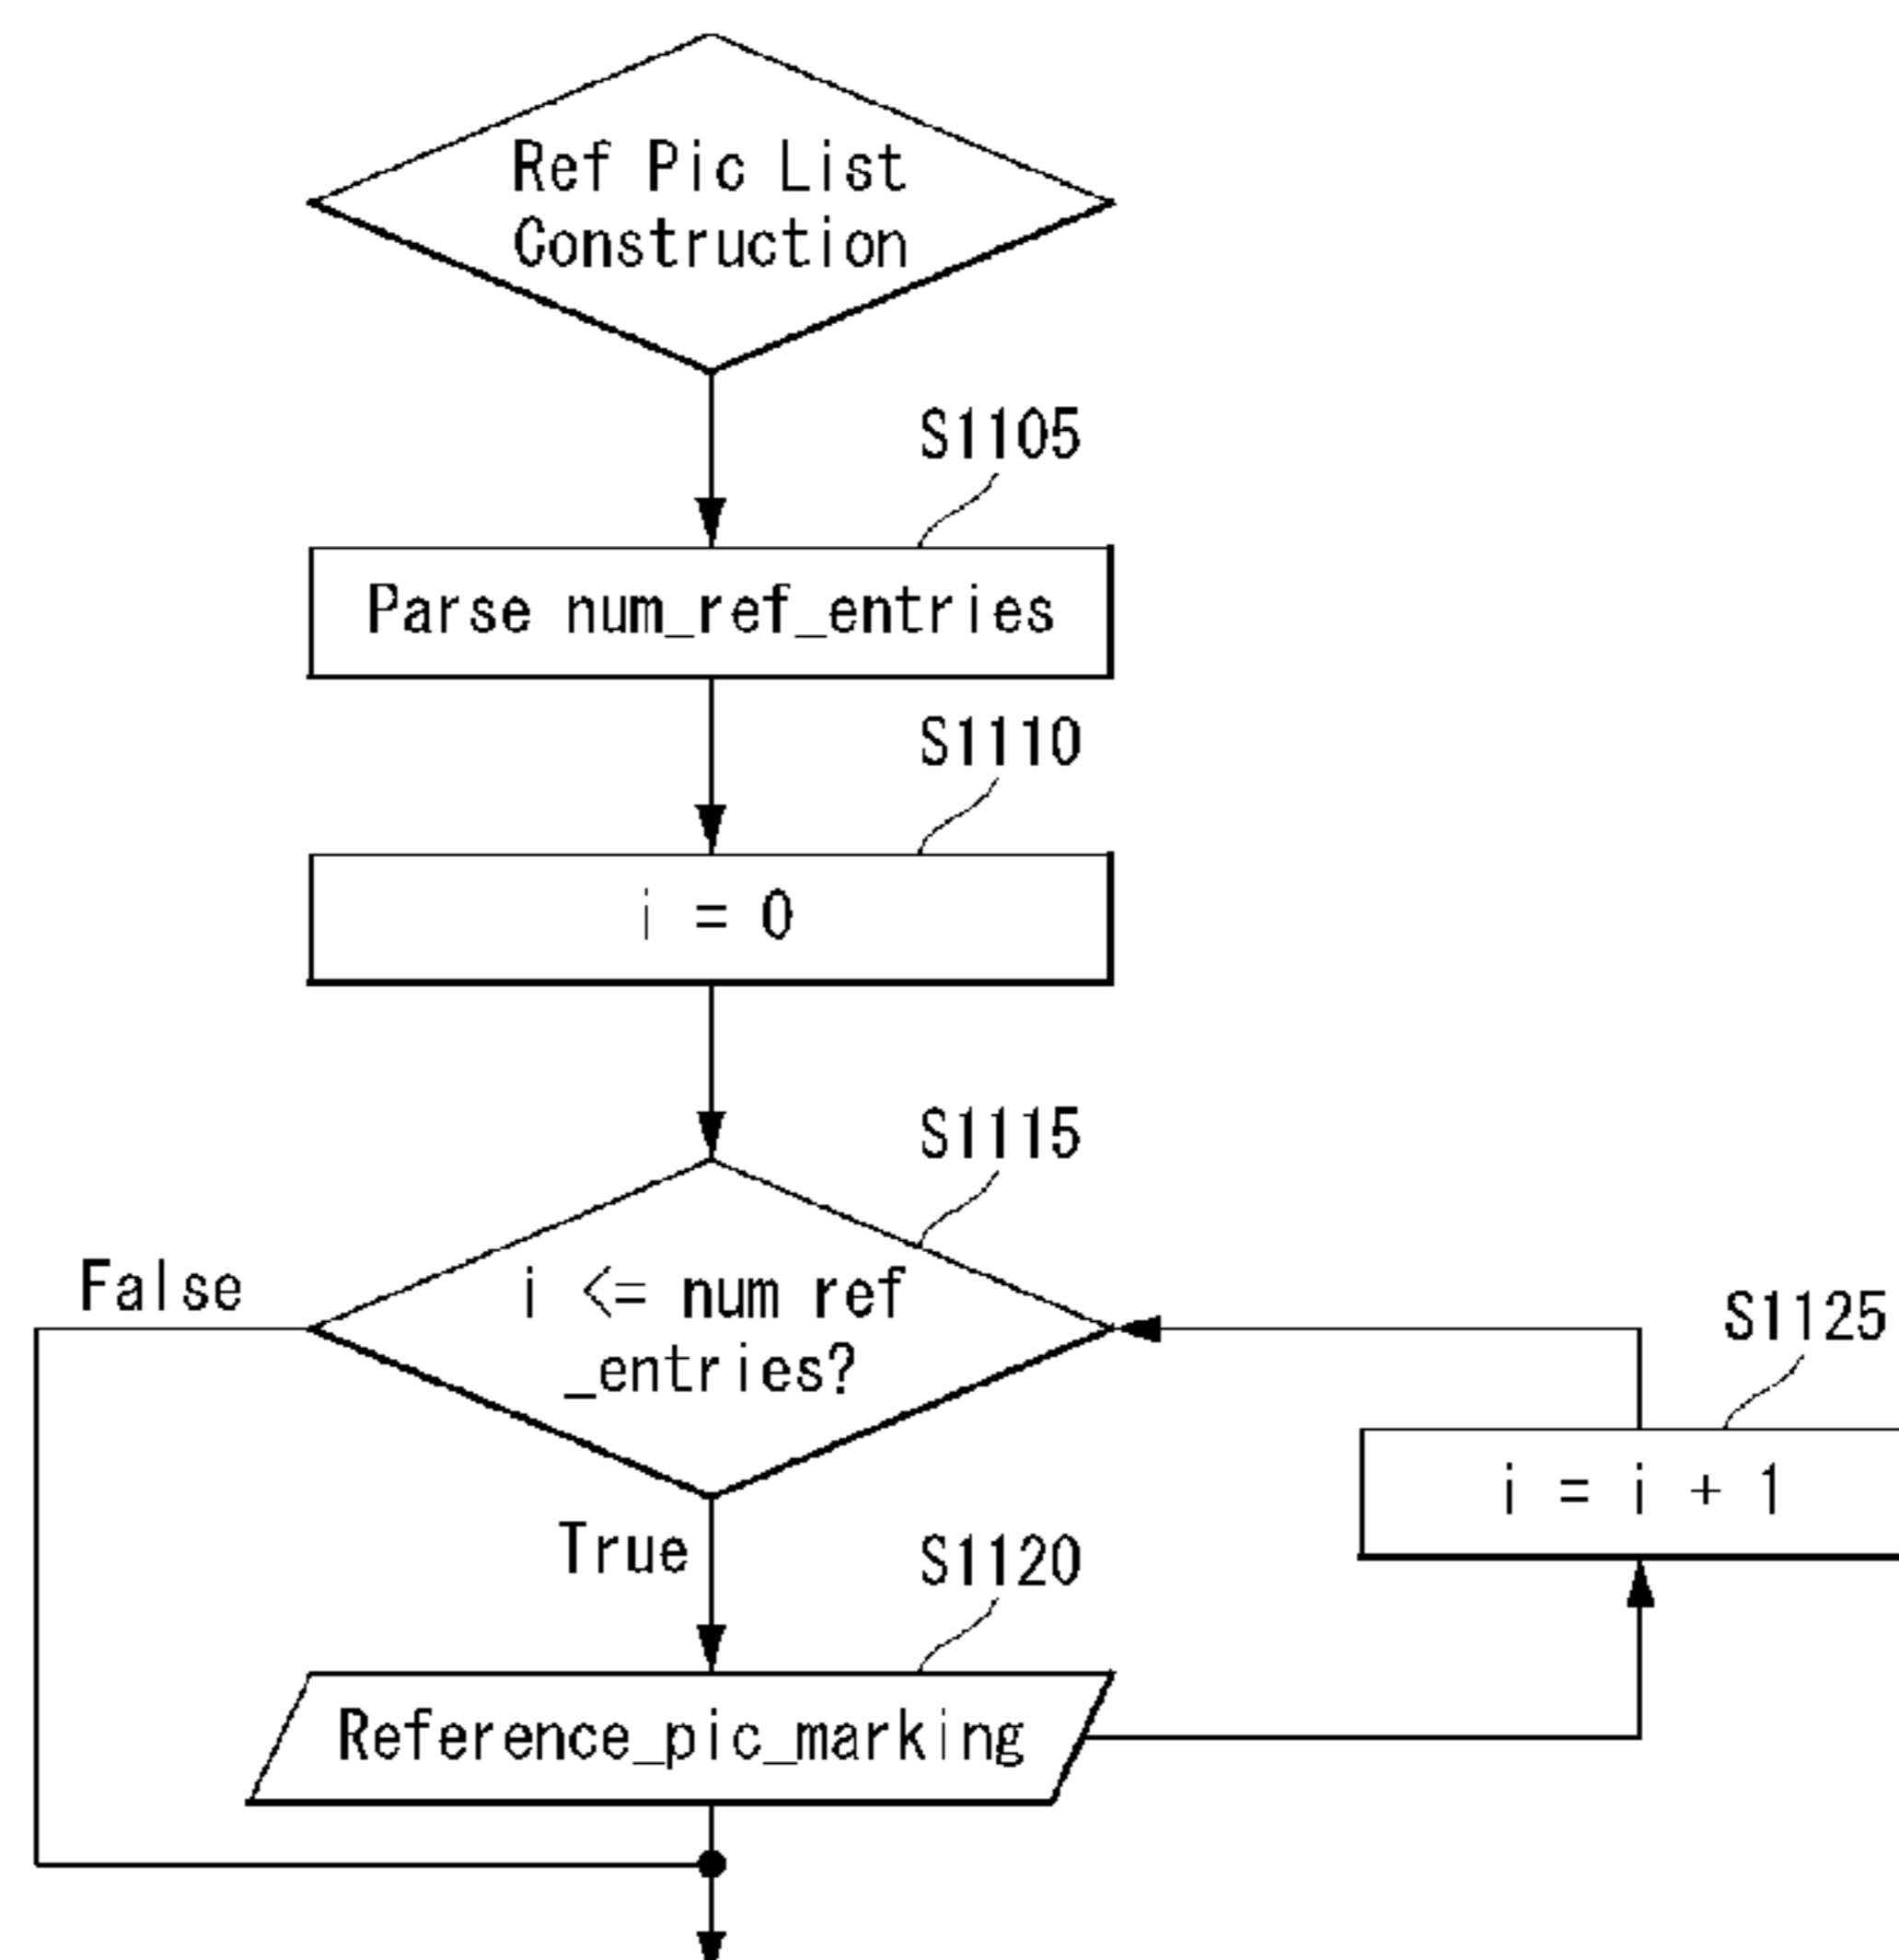 Ref Pic List
Construction
S1105
Parse num_ref_entries
S1110
i = 0
S1115
False
i <= num ref
_entries?
S1125
i = i + 1
True
S1120
Reference_pic_marking